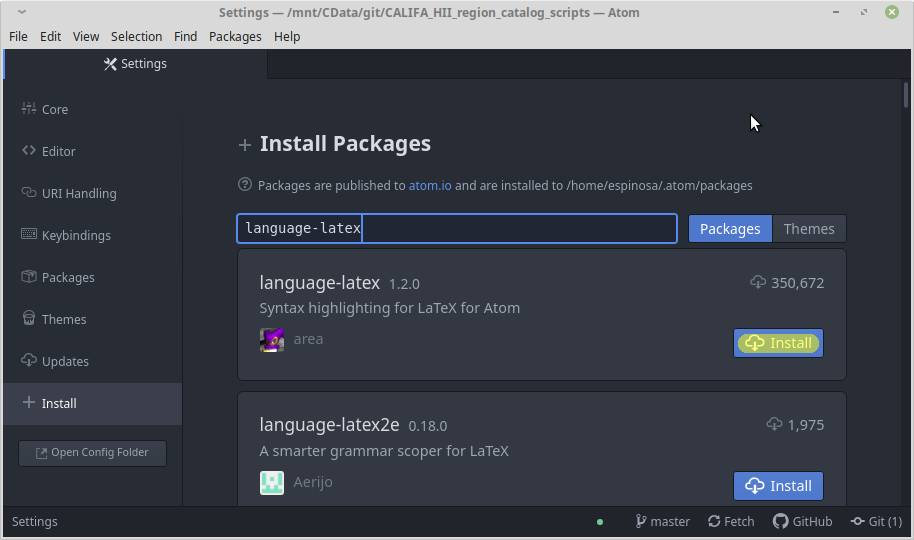 Settings — /mnt/CData/git/CALIFA_HII_region_catalog_scripts — Atom
File Edit View Selection Find Packages Help
Settings
Core
Editor
URI Handling
Keybindings
Packages
Themes
Updates
Install
Open Config Folder
Install Packages
Packages are published to atom.io and are installed to /home/espinosa/.atom/packages
language-latex
Packages Themes
language-latex 1.2.0 350,672
Syntax highlighting for LaTeX for Atom
area Install
language-latex2e 0.18.0 1,975
A smarter grammar scoper for LaTeX
Aerijo Install
Settings master Fetch GitHub Git (1)